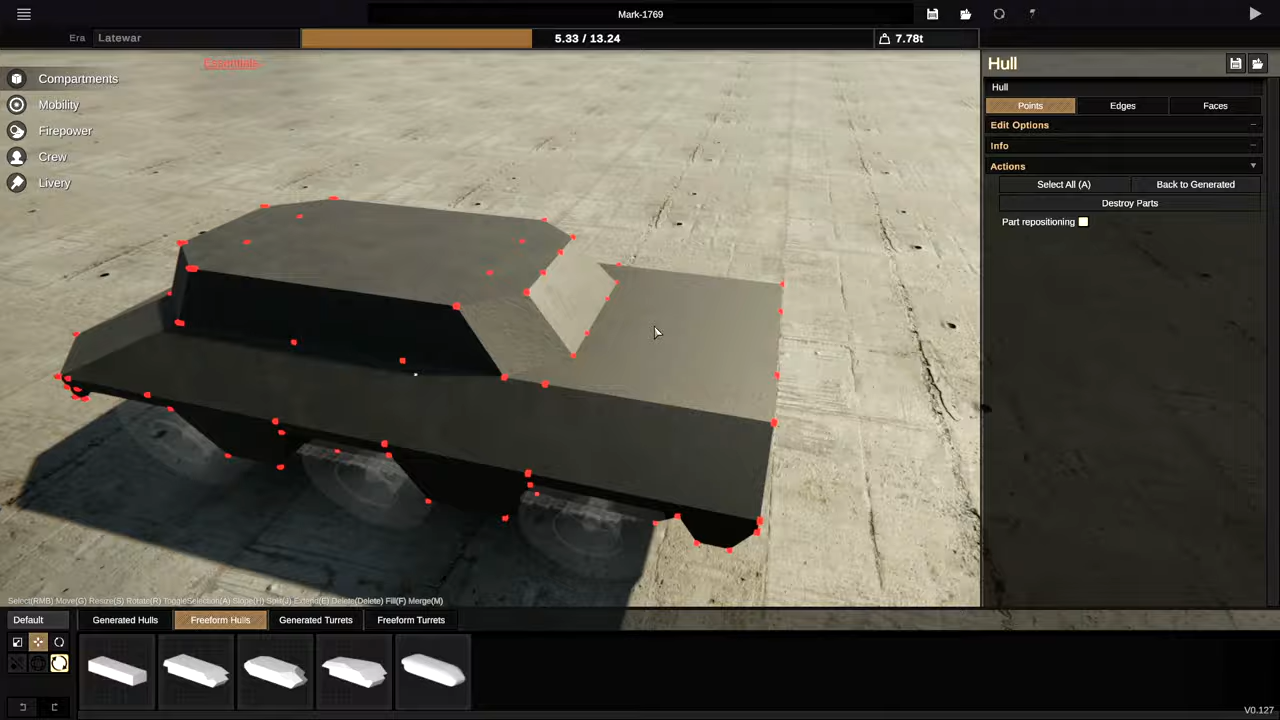 Mark-1769
Era Latewar 5.33 / 13.24 7.78t
Essentials
Compartments
Mobility
Firepower
Crew
Livery
Hull
Hull
Points Edges Faces
Edit Options
Info
Actions
Select All (A) Back to Generated
Destroy Parts
Part repositioning
Select(RMB) Move(G) Resize(S) Rotate(R) ToggleSelection(A) Slope(H) Split(J) Extend(E) Delete(Delete) Fill(F) Merge(M)
Default Generated Hulls Freeform Hulls Generated Turrets Freeform Turrets
V0.127